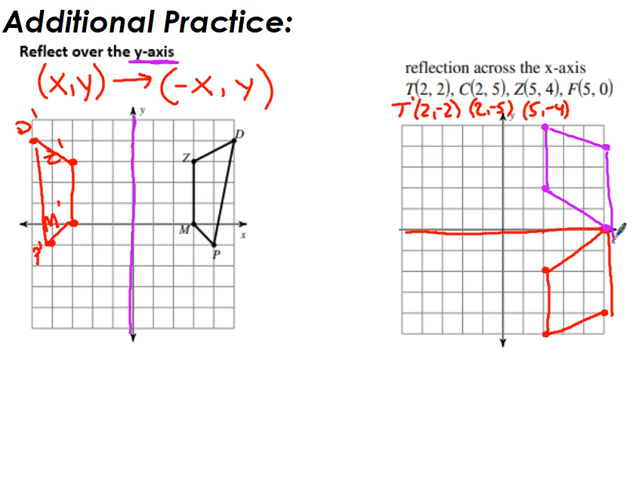 Additional Practice:
Reflect over the y-axis
(x,y) → (-x, y)
reflection across the x-axis
T(2, 2), C(2, 5), Z(5, 4), F(5, 0)
T'(2,-2) (2,-5) (5,-4)
y
y
D'
D
Z'
Z
M'
M
x
P'
P